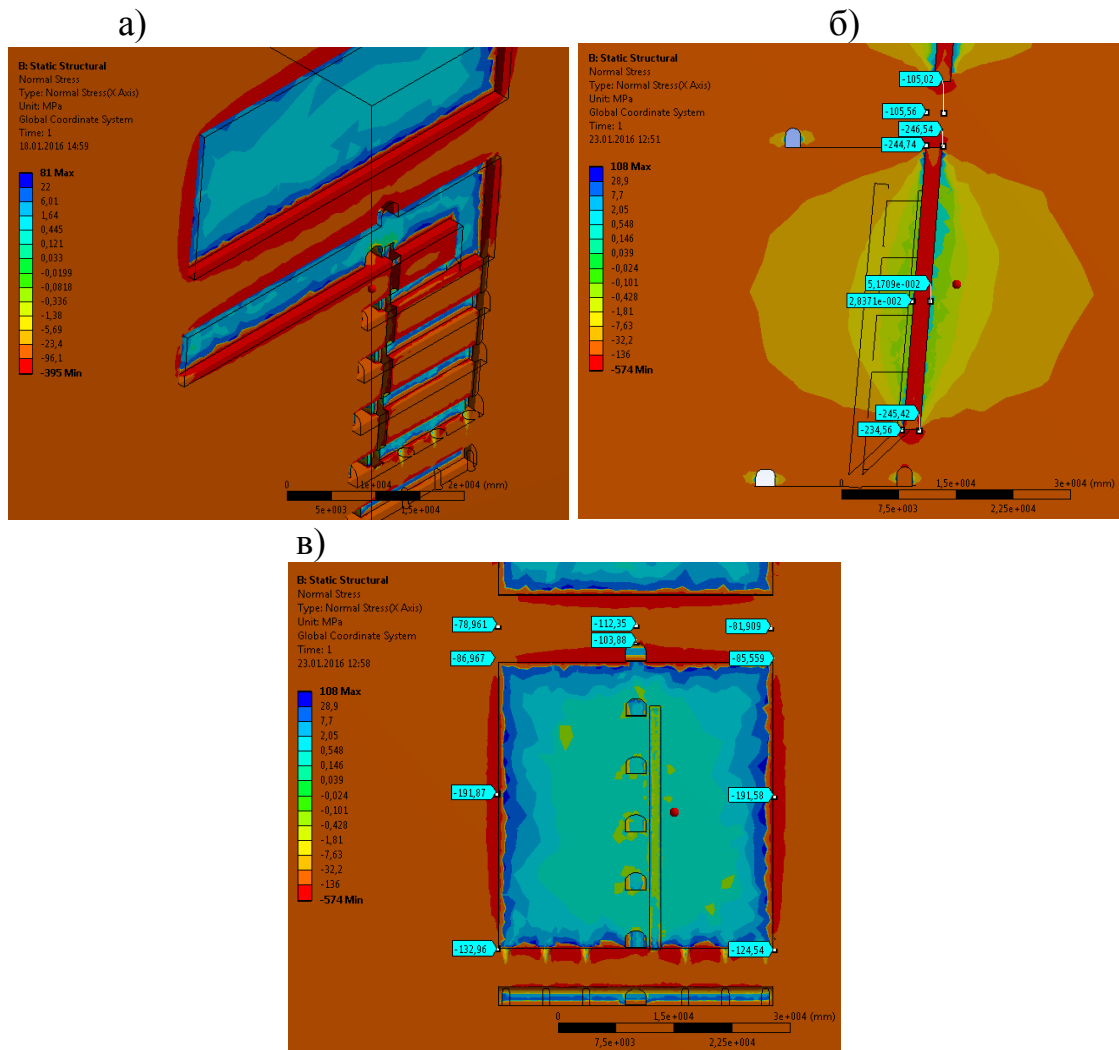 а)
B: Static Structural
Normal Stress
Type: Normal Stress(X Axis)
Unit: MPa
Global Coordinate System
Time: 1
18.01.2016 14:59
81 Max
22
6,01
1,64
0,445
0,121
0,033
-0,0199
-0,0818
-0,336
-1,38
-5,69
-23,4
-96,1
-395 Min
0
1e+004
2e+004 (mm)
5e+003
1,5e+004
б)
B: Static Structural
Normal Stress
Type: Normal Stress(X Axis)
Unit: MPa
Global Coordinate System
Time: 1
23.01.2016 12:51
108 Max
28,9
7,7
2,05
0,548
0,146
0,039
-0,024
-0,101
-0,428
-1,81
-7,63
-32,2
-136
-574 Min
-105,02
-105,56
-246,54
-244,74
5,1709e-002
2,8371e-002
-245,42
-234,56
0
1,5e+004
3e+004 (mm)
7,5e+003
2,25e+004
в)
B: Static Structural
Normal Stress
Type: Normal Stress(X Axis)
Unit: MPa
Global Coordinate System
Time: 1
23.01.2016 12:58
108 Max
28,9
7,7
2,05
0,548
0,146
0,039
-0,024
-0,101
-0,428
-1,81
-7,63
-32,2
-136
-574 Min
-78,961
-112,35
-81,909
-103,88
-86,967
-85,559
-191,87
-191,58
-132,96
-124,54
0
1,5e+004
3e+004 (mm)
7,5e+003
2,25e+004